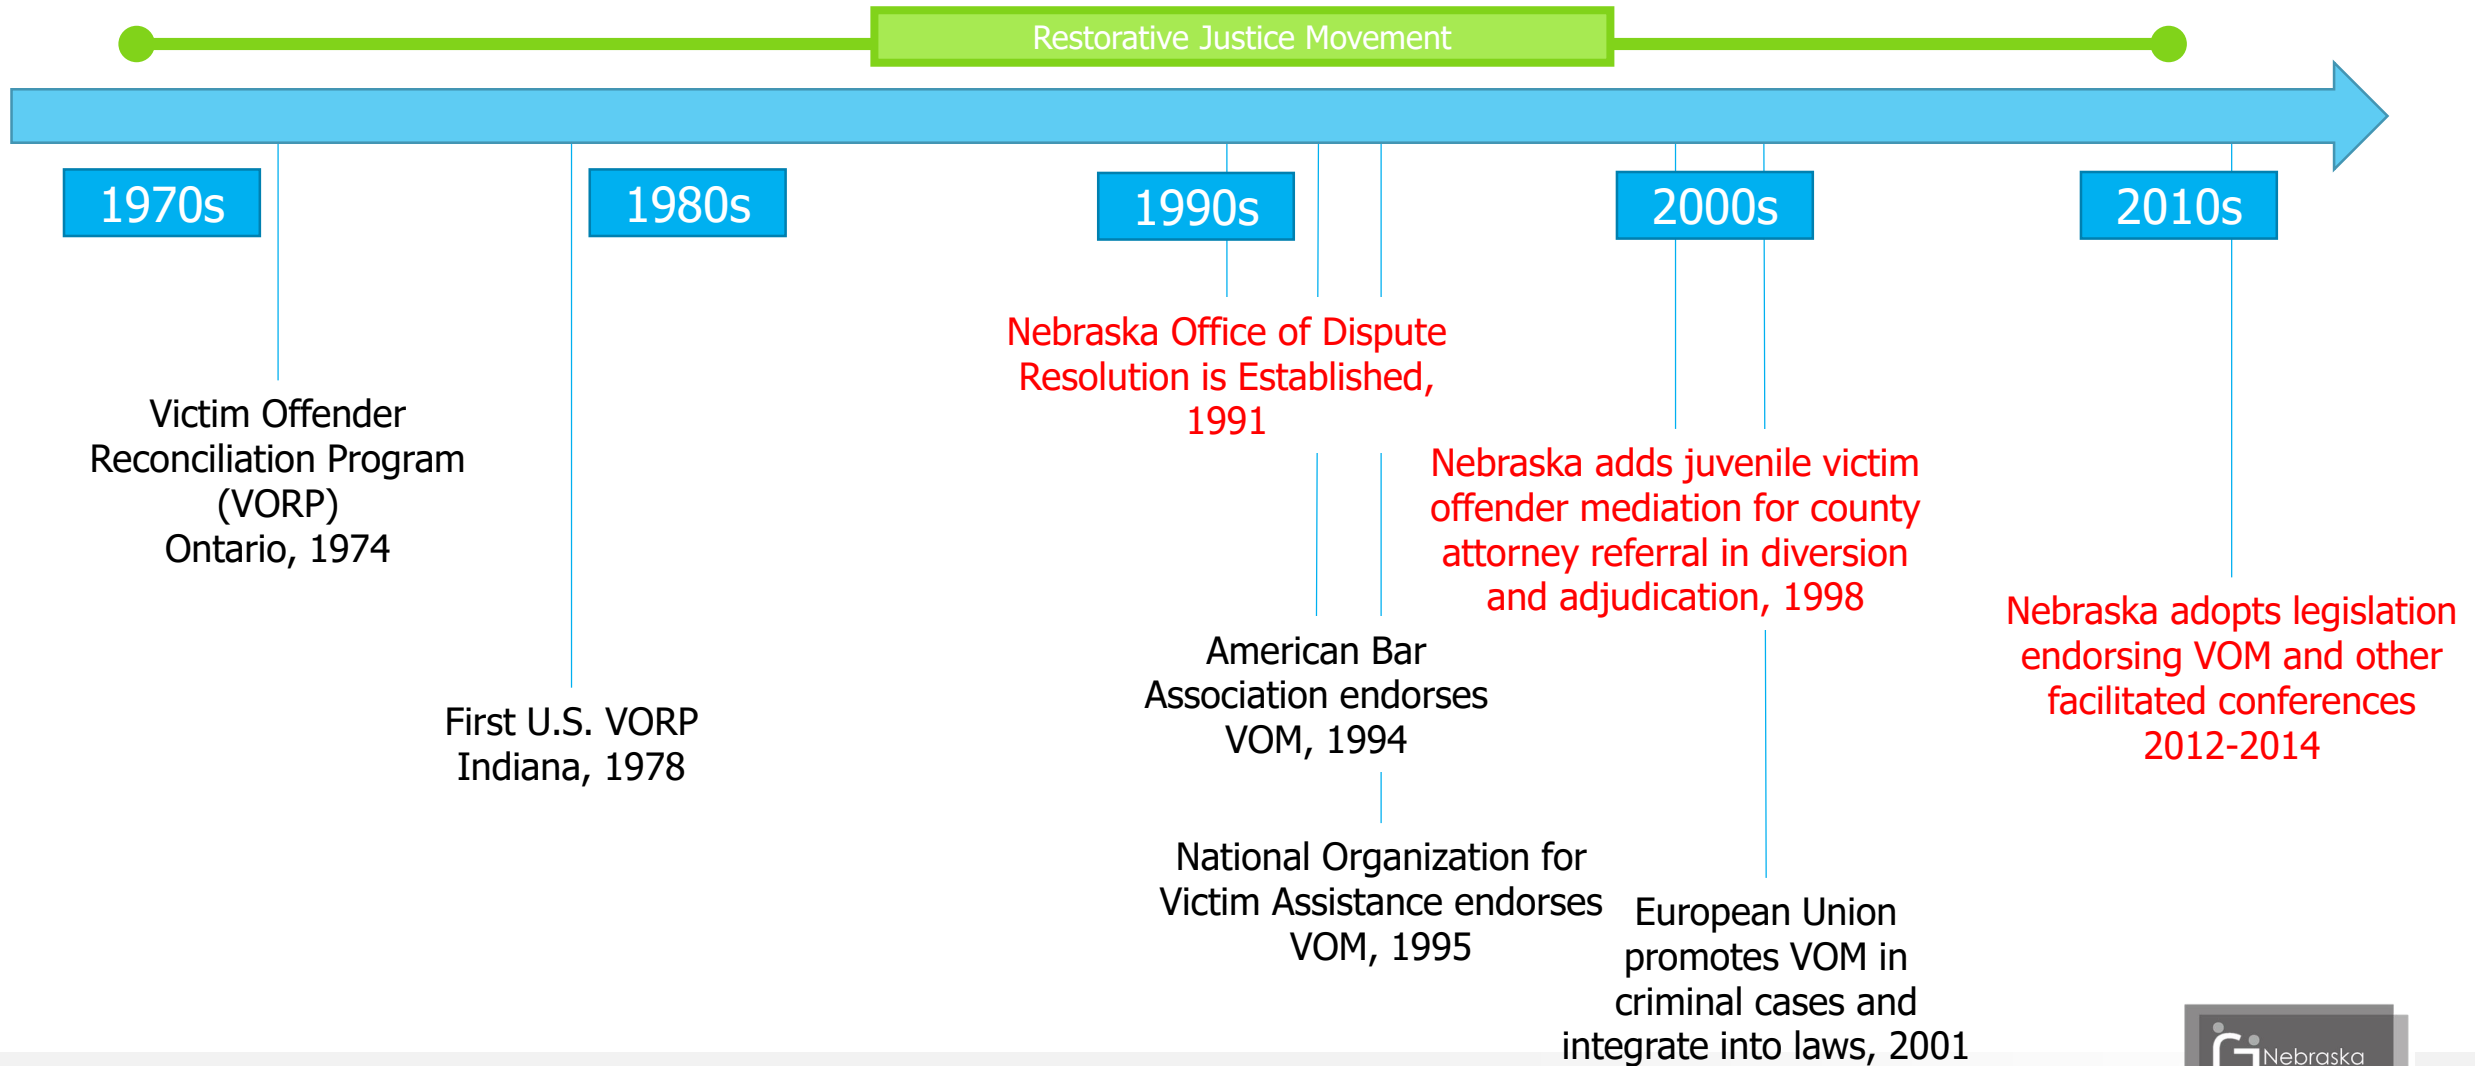 Restorative Justice Movement
1970s
1980s
1990s
2000s
2010s
Victim Offender
Reconciliation Program
(VORP)
Ontario, 1974
First U.S. VORP
Indiana, 1978
Nebraska Office of Dispute
Resolution is Established,
1991
American Bar
Association endorses
VOM, 1994
National Organization for
Victim Assistance endorses
VOM, 1995
Nebraska adds juvenile victim
offender mediation for county
attorney referral in diversion
and adjudication, 1998
European Union
promotes VOM in
criminal cases and
integrate into laws, 2001
Nebraska adopts legislation
endorsing VOM and other
facilitated conferences
2012-2014
Nebraska